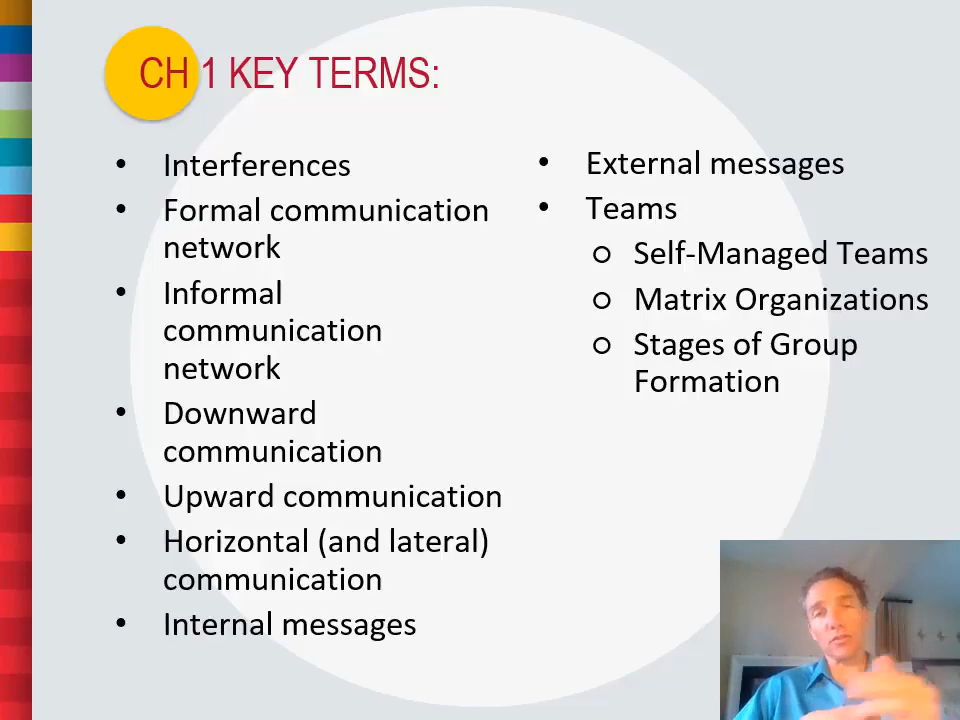 CH 1 KEY TERMS:
• Interferences
• Formal communication
network
• Informal
communication
network
• Downward
communication
• Upward communication
• Horizontal (and lateral)
communication
• Internal messages
• External messages
• Teams
○ Self-Managed Teams
○ Matrix Organizations
○ Stages of Group
Formation